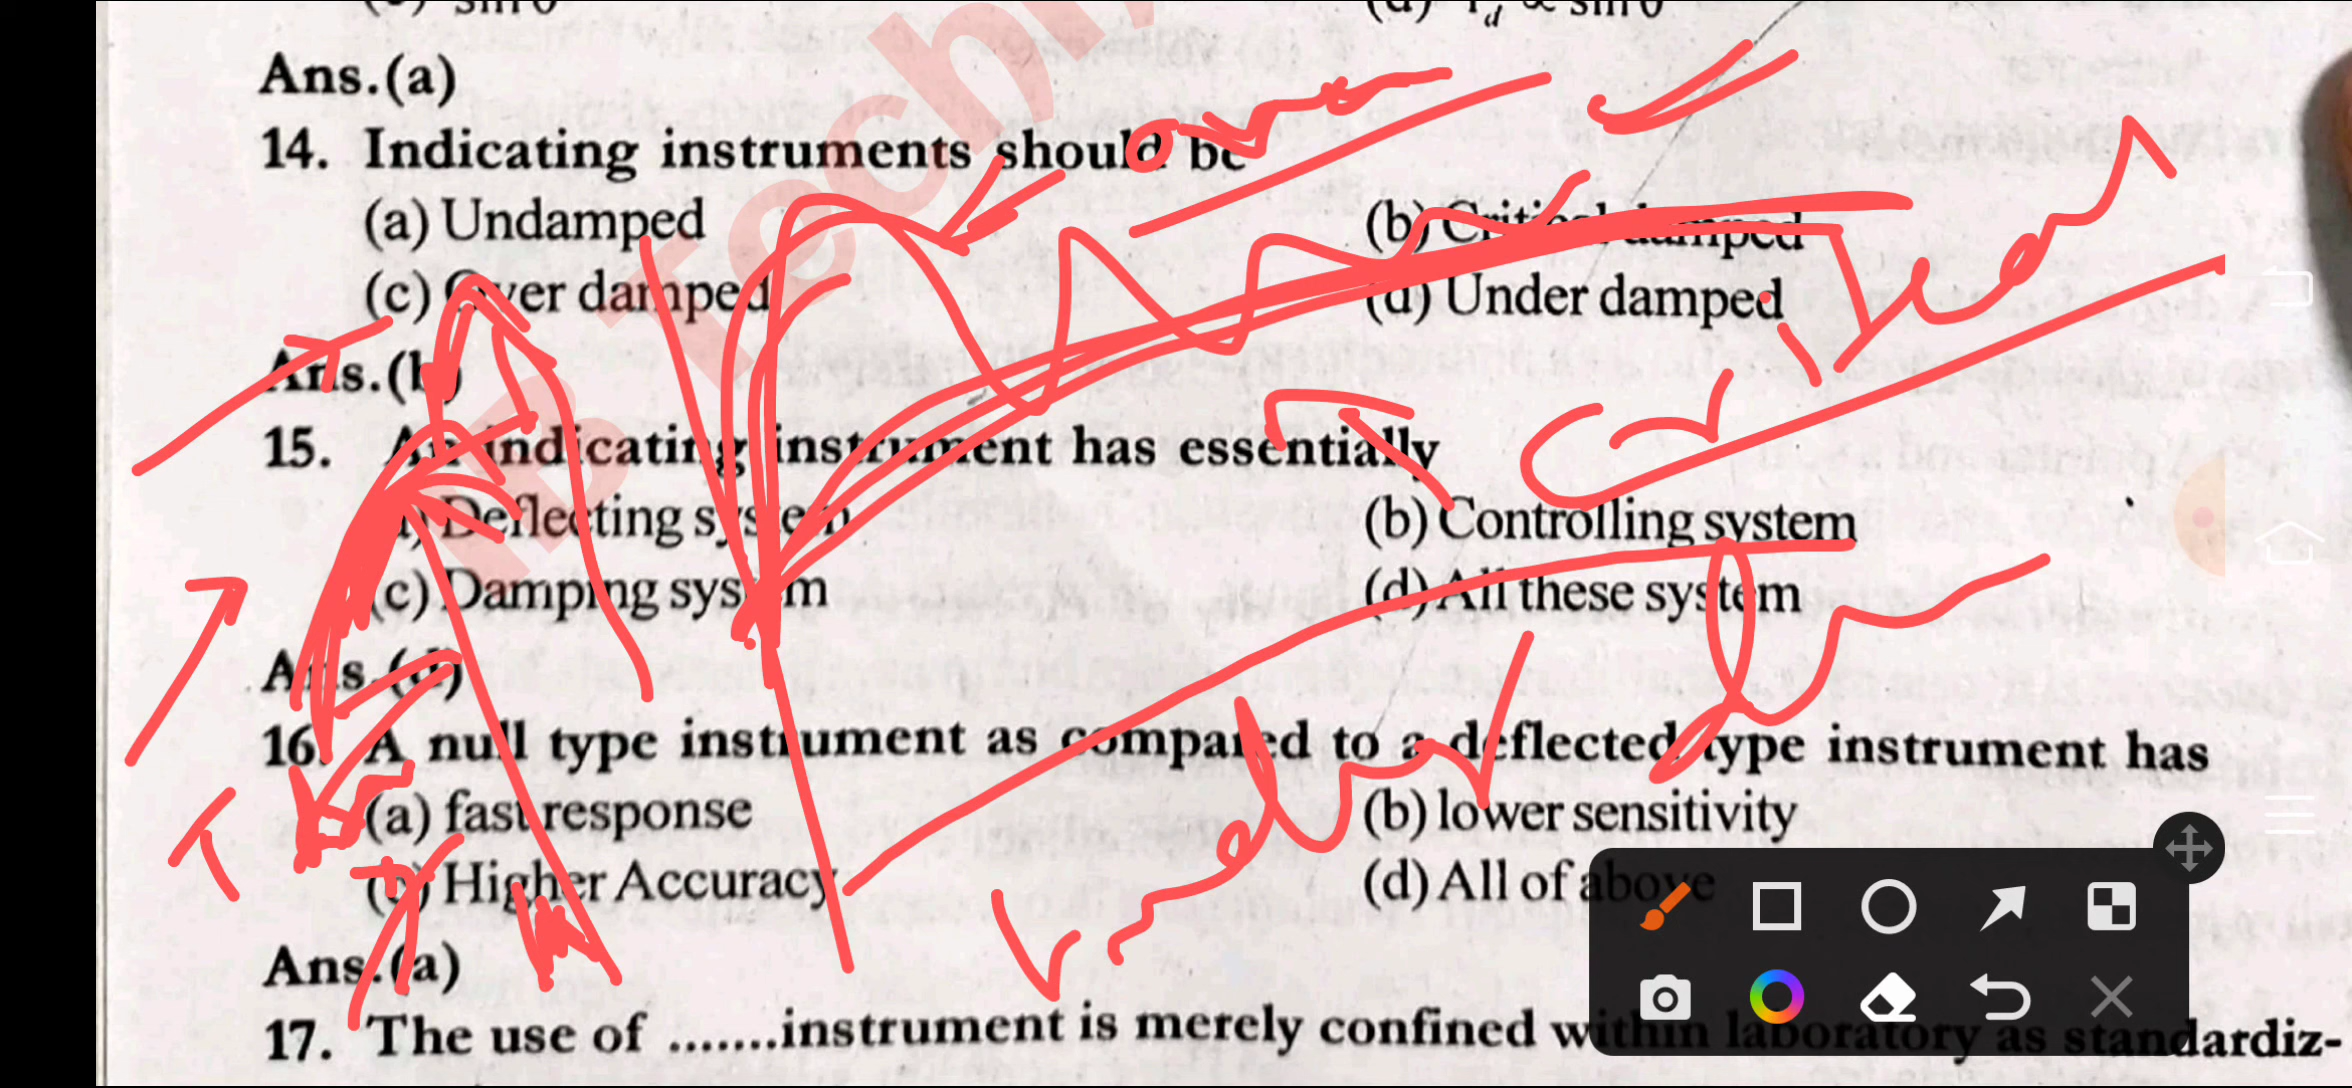 Ans.(a)
14. Indicating instruments should be
(a) Undamped (b) Critical damped
(c) Over damped (d) Under damped
Ans.(b)
15. An indicating instrument has essentially
(a) Deflecting system (b) Controlling system
(c) Damping system (d) All these system
Ans.(d)
16. A null type instrument as compared to a deflected type instrument has
(a) fast response (b) lower sensitivity
Higher Accuracy (d) All of above
Ans.(a)
17. The use of .......instrument is merely confined within laboratory as standardiz-
Tech